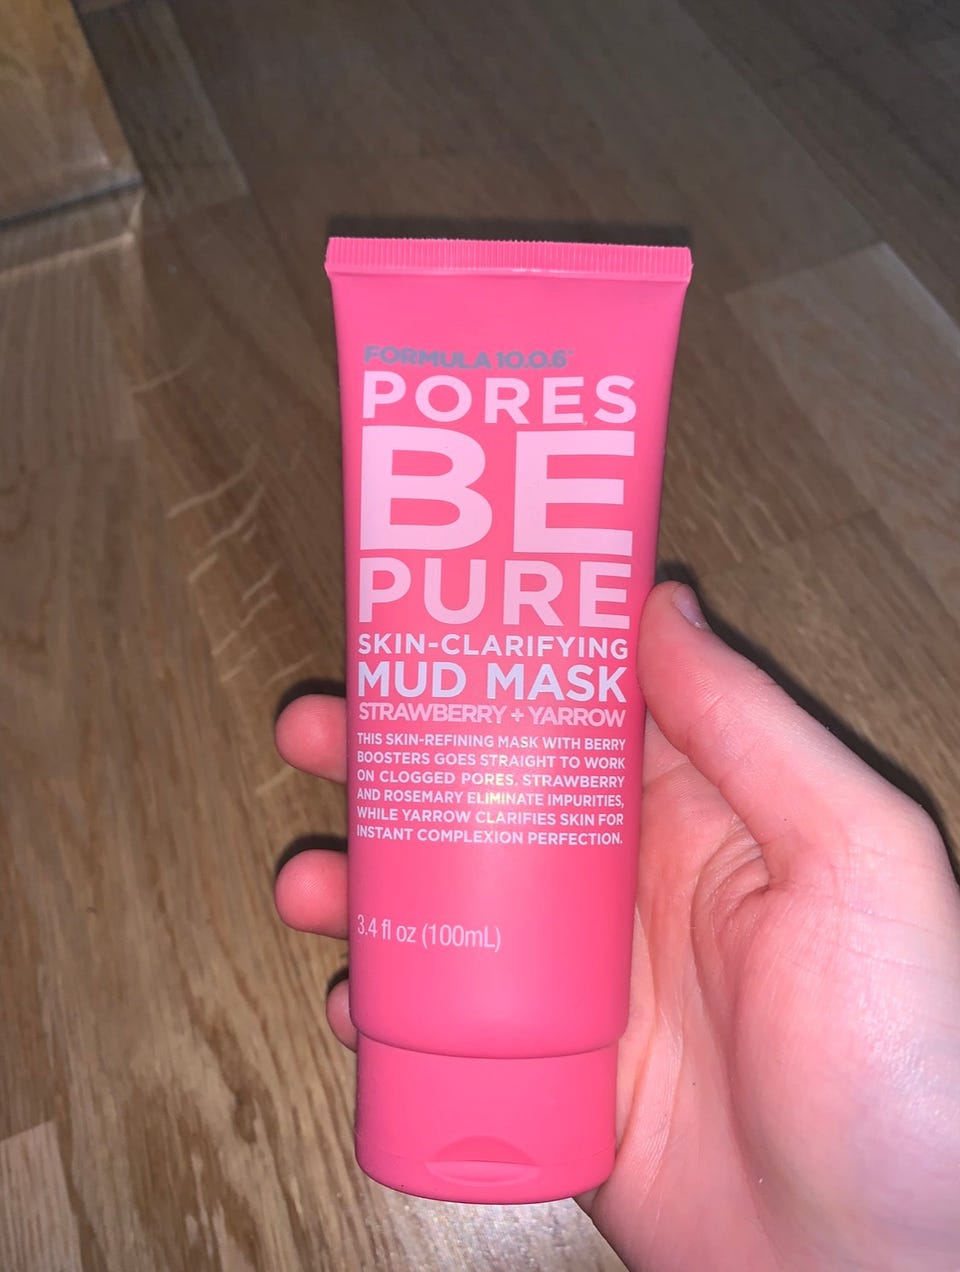 FORMULA 10.0.6™
PORES
BE
PURE
SKIN-CLARIFYING
MUD MASK
STRAWBERRY + YARROW
THIS SKIN-REFINING MASK WITH BERRY
BOOSTERS GOES STRAIGHT TO WORK
ON CLOGGED PORES. STRAWBERRY
AND ROSEMARY ELIMINATE IMPURITIES,
WHILE YARROW CLARIFIES SKIN FOR
INSTANT COMPLEXION PERFECTION.
3.4 fl oz (100mL)